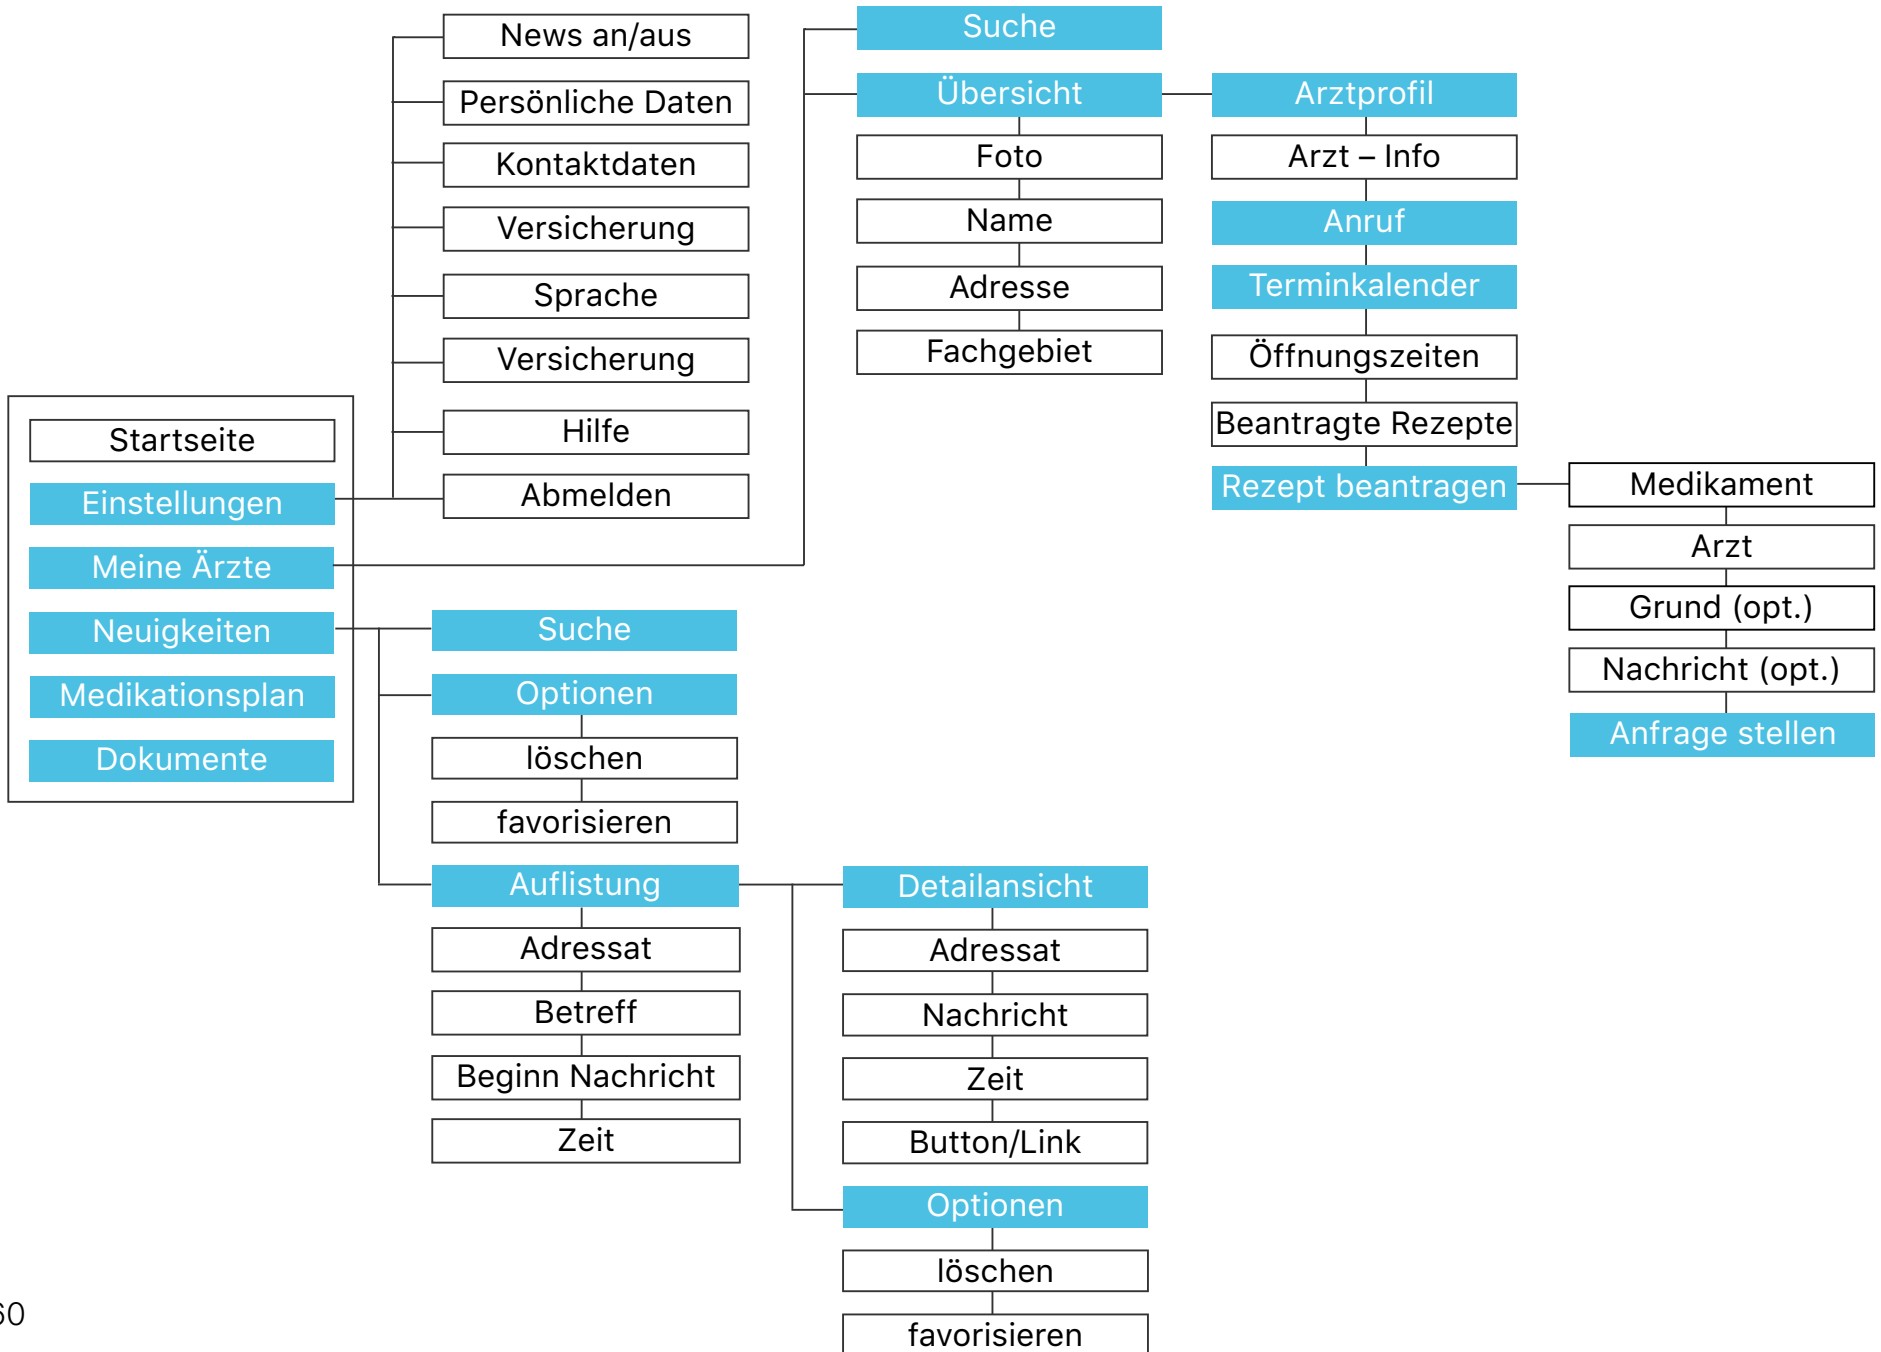 News an/aus
Persönliche Daten
Kontaktdaten
Versicherung
Sprache
Versicherung
Hilfe
Abmelden
Startseite
Einstellungen
Meine Ärzte
Neuigkeiten
Medikationsplan
Dokumente
Suche
Übersicht
Foto
Name
Adresse
Fachgebiet
Arztprofil
Arzt – Info
Anruf
Terminkalender
Öffnungszeiten
Beantragte Rezepte
Rezept beantragen
Medikament
Arzt
Grund (opt.)
Nachricht (opt.)
Anfrage stellen
Suche
Optionen
löschen
favorisieren
Auflistung
Adressat
Betreff
Beginn Nachricht
Zeit
Detailansicht
Adressat
Nachricht
Zeit
Button/Link
Optionen
löschen
favorisieren
60